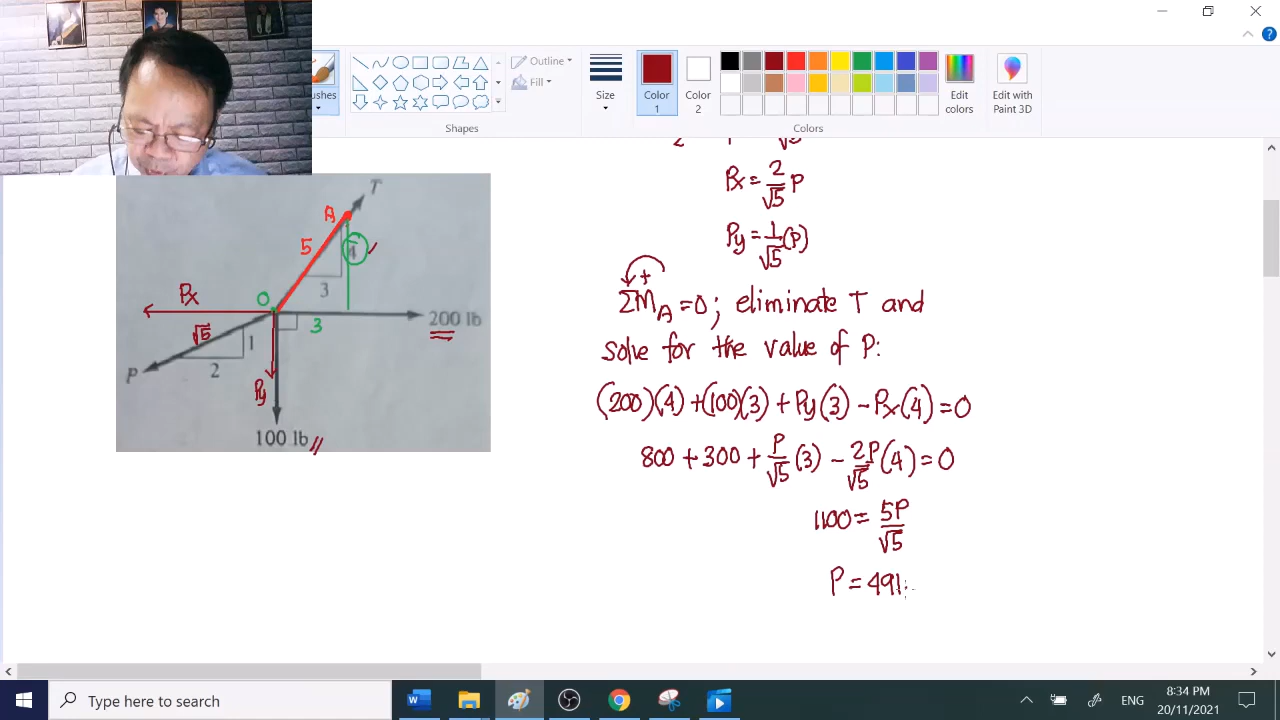 ushes
Outline
Fill
Shapes
Size
Color
1
Color
2
Edit
colors
Edit with
Paint 3D
Colors
Px = 2/√5 P
Py = 1/√5 (P)
+
ΣM_A = 0; eliminate T and
solve for the value of P:
(200)(4) + (100)(3) + Py(3) - Px(4) = 0
800 + 300 + P/√5 (3) - 2P/√5 (4) = 0
1100 = 5P/√5
P = 491.
T
A
5
4
3
Px
O
200 lb
3
√5
1
2
P
Py
100 lb
Type here to search
ENG
8:34 PM
20/11/2021